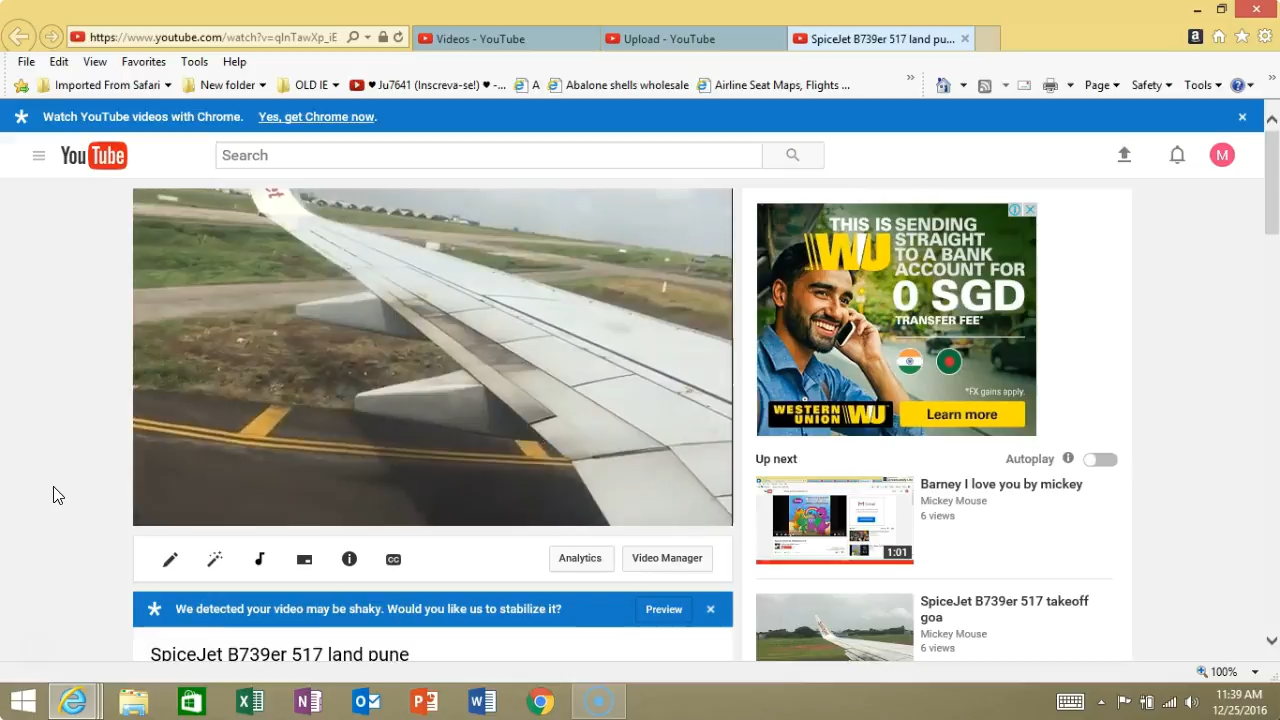 https://www.youtube.com/watch?v=qInTawXp_iE
Videos - YouTube
Upload - YouTube
SpiceJet B739er 517 land pu...
File Edit View Favorites Tools Help
Imported From Safari
New folder
OLD IE
♥ Ju7641 (Inscreva-se!) ♥ -...
A
Abalone shells wholesale
Airline Seat Maps, Flights ...
Page
Safety
Tools
Watch YouTube videos with Chrome. Yes, get Chrome now.
YouTube
Search
M
THIS IS SENDING
STRAIGHT
TO A BANK
ACCOUNT FOR
WU
0 SGD
TRANSFER FEE*
*FX gains apply.
WESTERN UNION WU
Learn more
Up next
Autoplay
Barney I love you by mickey
Mickey Mouse
6 views
1:01
SpiceJet B739er 517 takeoff
goa
Mickey Mouse
6 views
CC
Analytics
Video Manager
We detected your video may be shaky. Would you like us to stabilize it?
Preview
SpiceJet B739er 517 land pune
100%
11:39 AM
12/25/2016